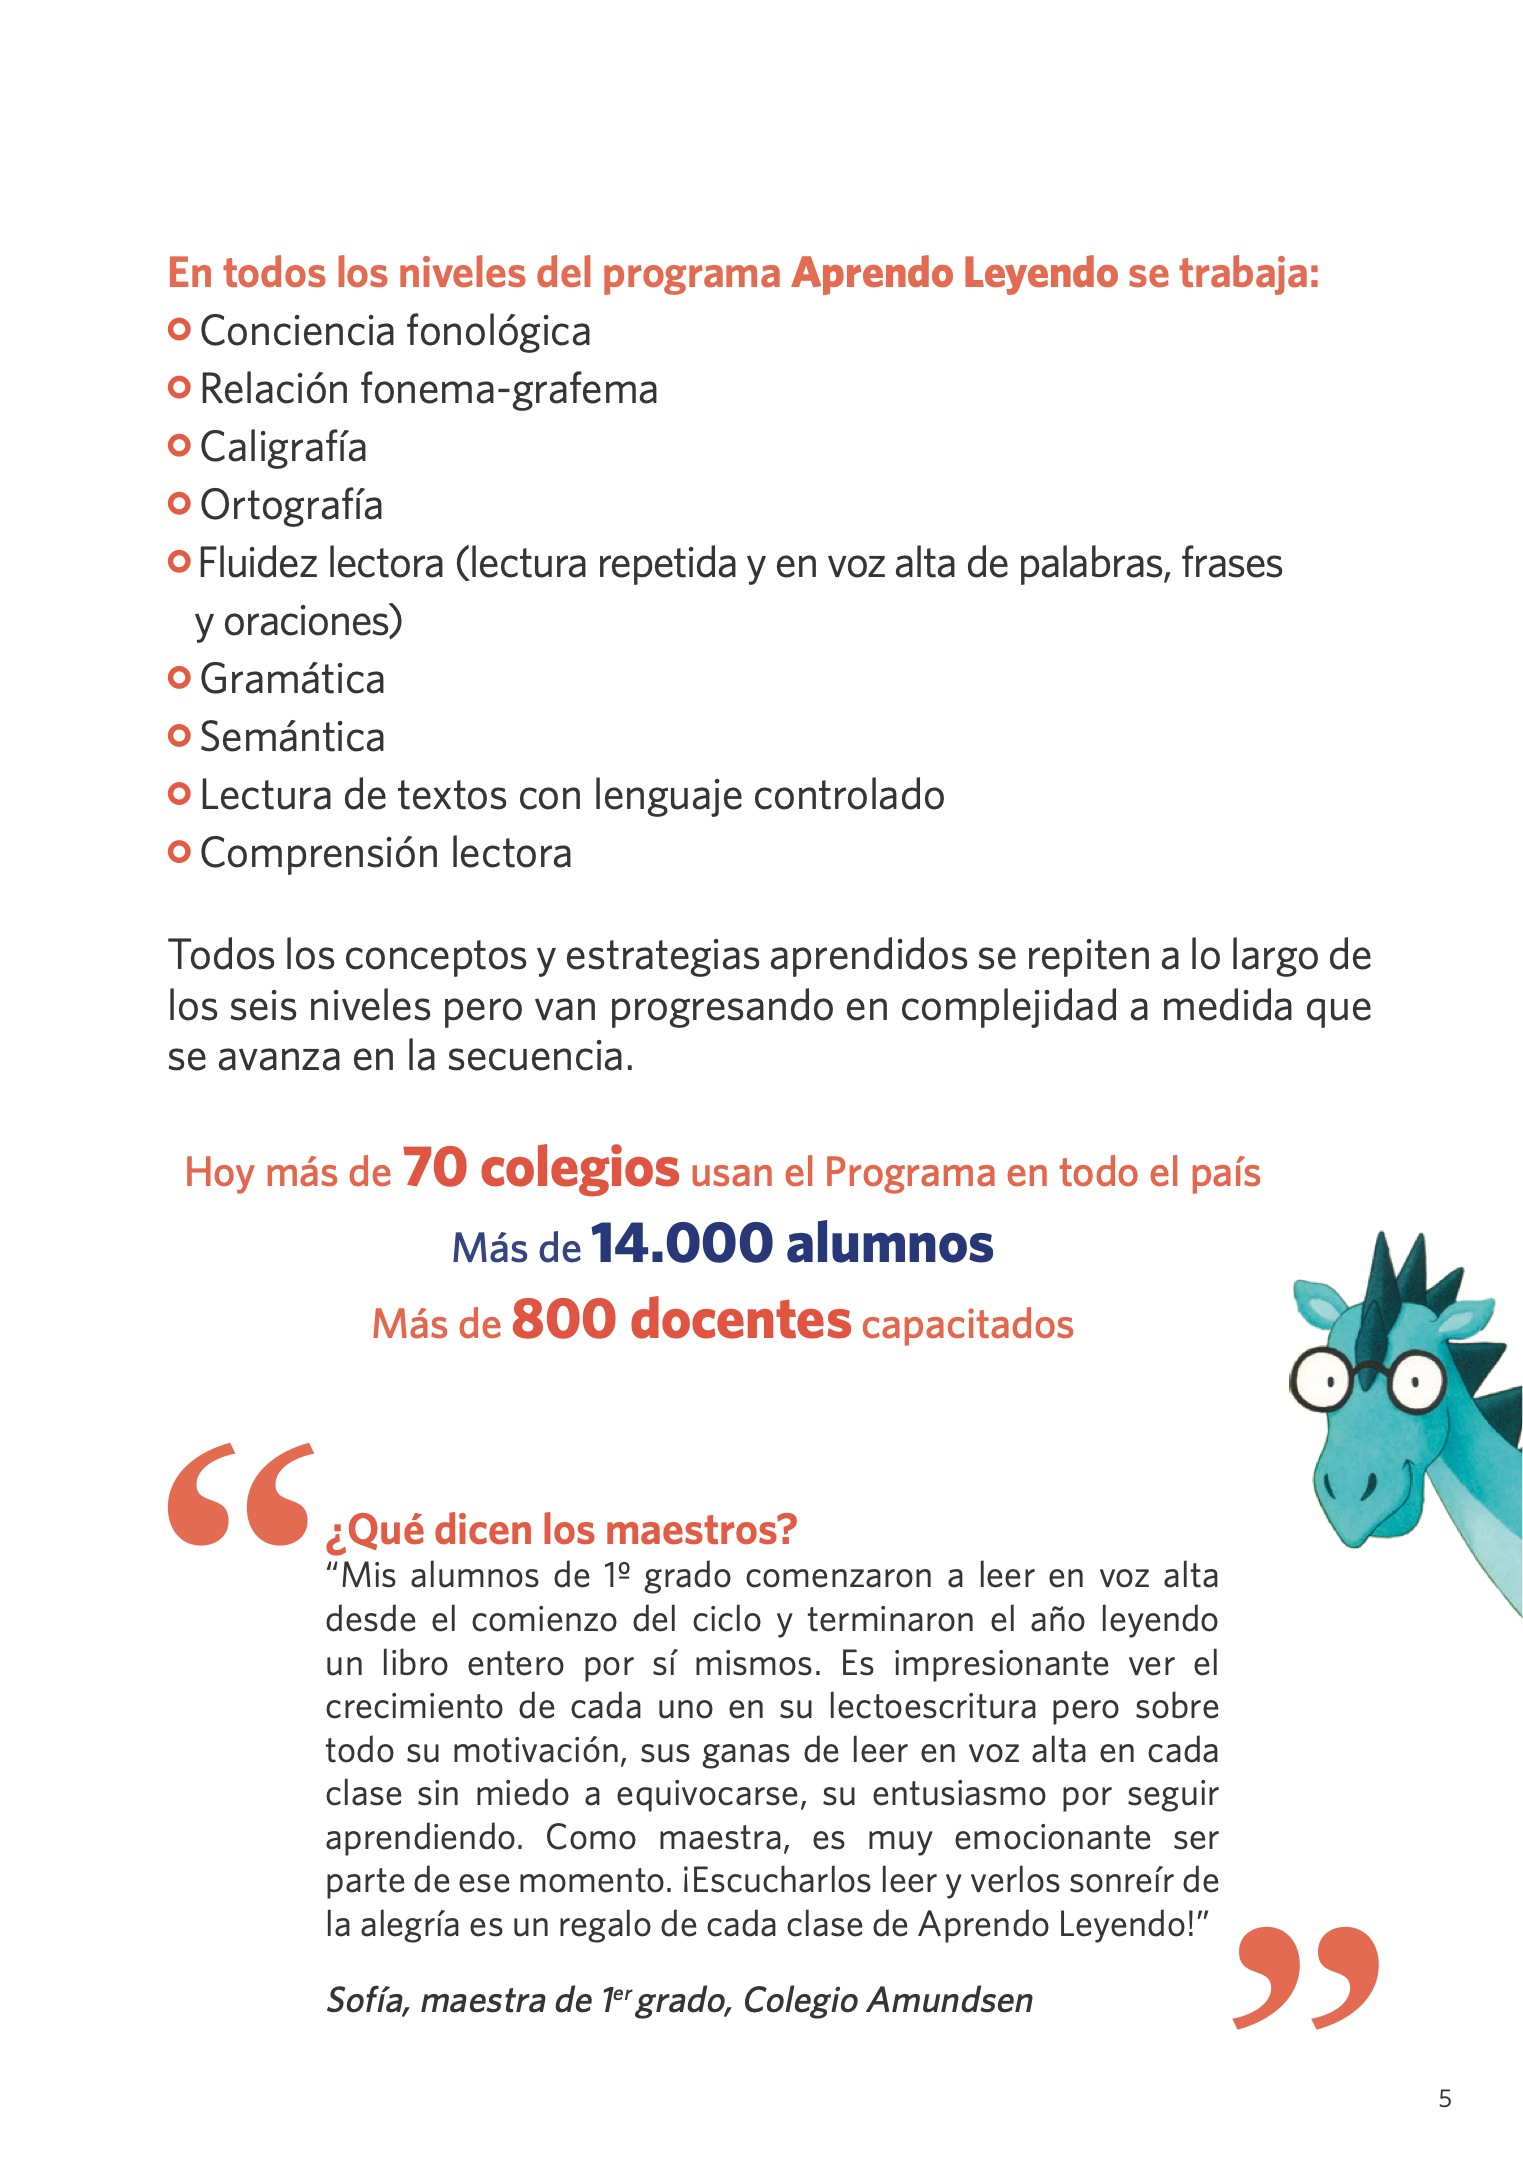 En todos los niveles del programa Aprendo Leyendo se trabaja:
Conciencia fonológica
Relación fonema-grafema
Caligrafía
Ortografía
Fluidez lectora (lectura repetida y en voz alta de palabras, frases
y oraciones)
Gramática
Semántica
Lectura de textos con lenguaje controlado
Comprensión lectora
Todos los conceptos y estrategias aprendidos se repiten a lo largo de
los seis niveles pero van progresando en complejidad a medida que
se avanza en la secuencia.
Hoy más de 70 colegios usan el Programa en todo el país
Más de 14.000 alumnos
Más de 800 docentes capacitados
“
¿Qué dicen los maestros?
“Mis alumnos de 1º grado comenzaron a leer en voz alta
desde el comienzo del ciclo y terminaron el año leyendo
un libro entero por sí mismos. Es impresionante ver el
crecimiento de cada uno en su lectoescritura pero sobre
todo su motivación, sus ganas de leer en voz alta en cada
clase sin miedo a equivocarse, su entusiasmo por seguir
aprendiendo. Como maestra, es muy emocionante ser
parte de ese momento. ¡Escucharlos leer y verlos sonreír de
la alegría es un regalo de cada clase de Aprendo Leyendo!”
”
Sofía, maestra de 1er grado, Colegio Amundsen
5